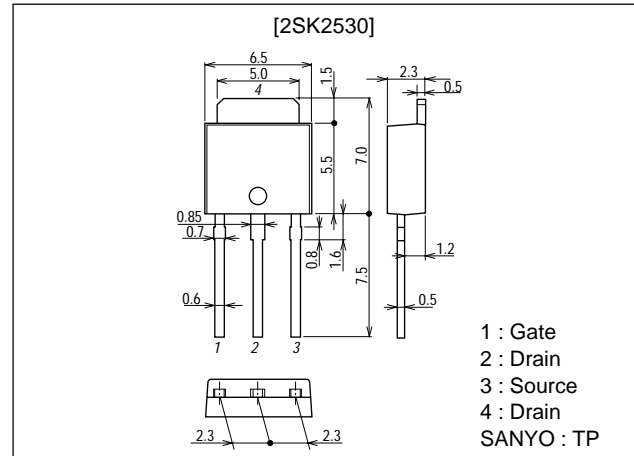 [2SK2530]
6.5
5.0
4
1.5
2.3
0.5
7.0
5.5
0.85
0.7
0.8
1.6
7.5
1.2
0.6
0.5
1 2 3
1 : Gate
2 : Drain
3 : Source
4 : Drain
SANYO : TP
2.3 2.3